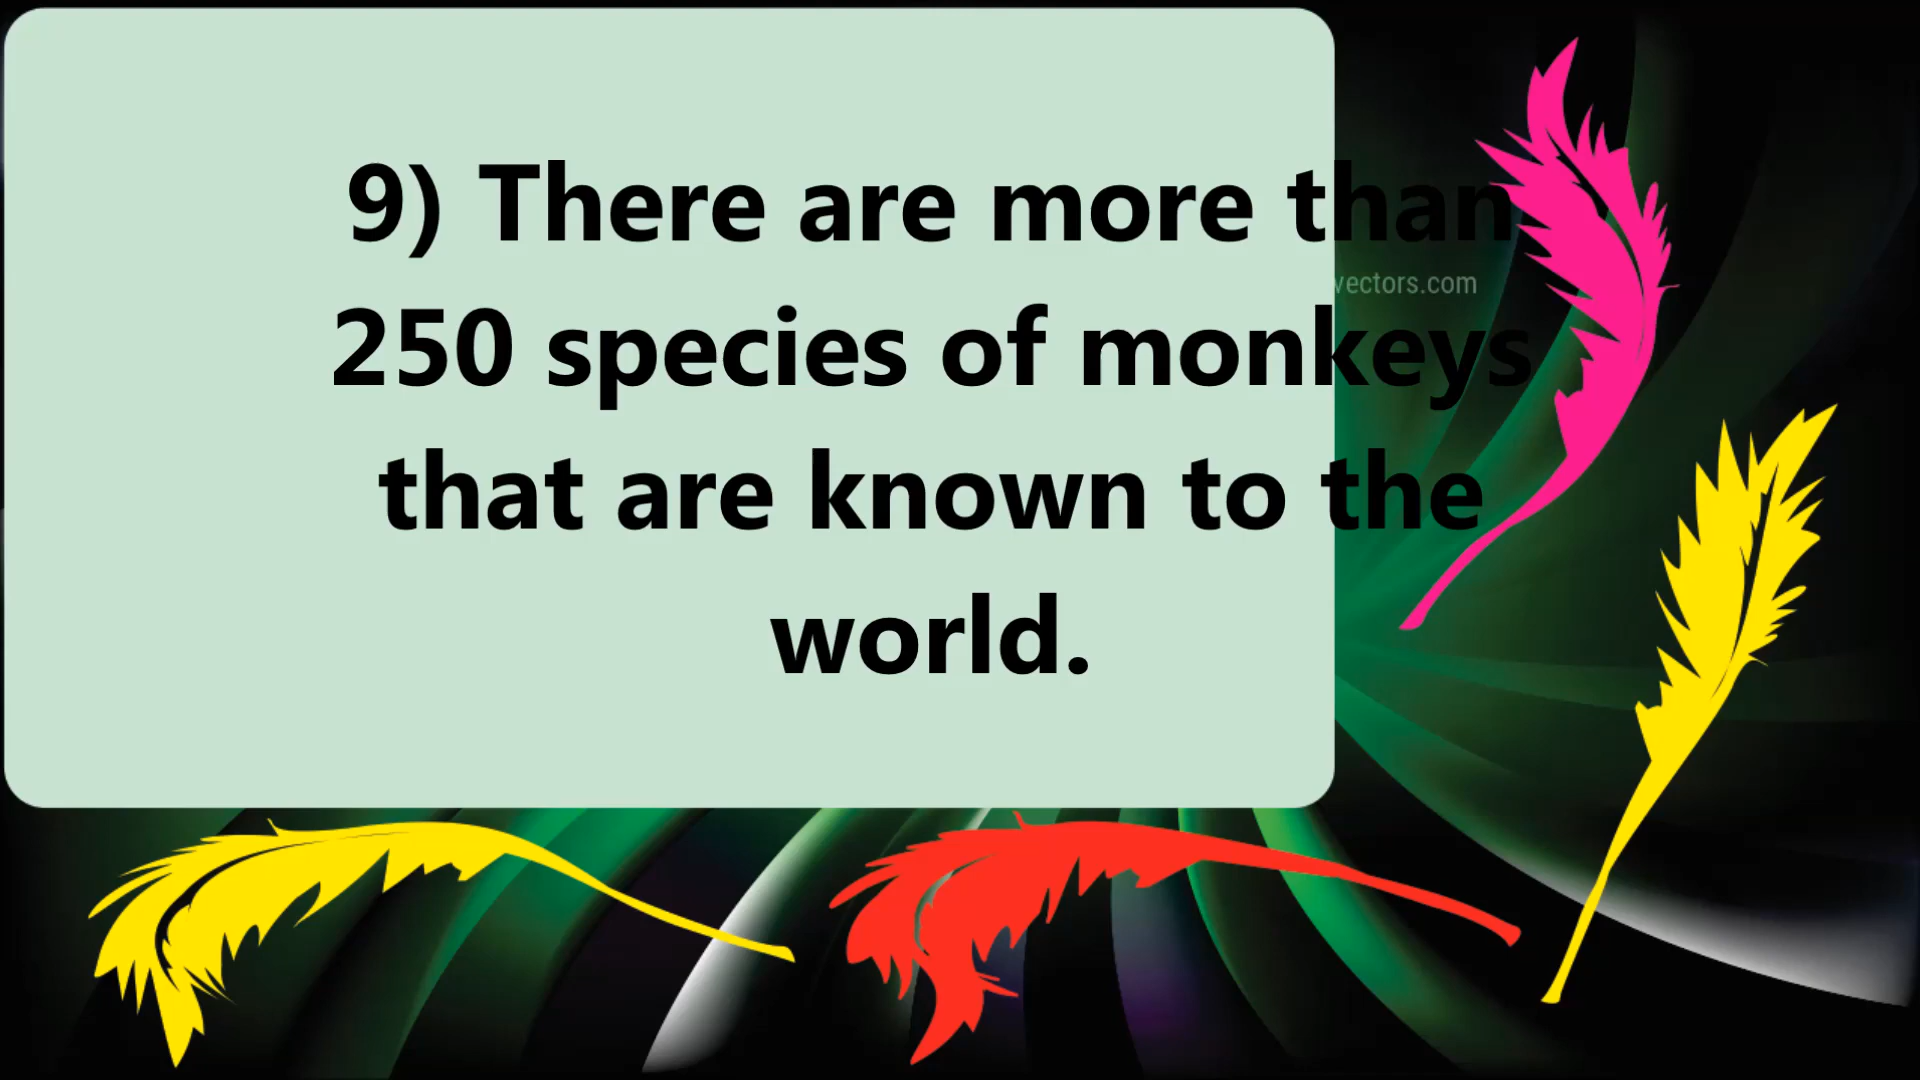 9) There are more than
vectors.com
250 species of monkeys
that are known to the
world.